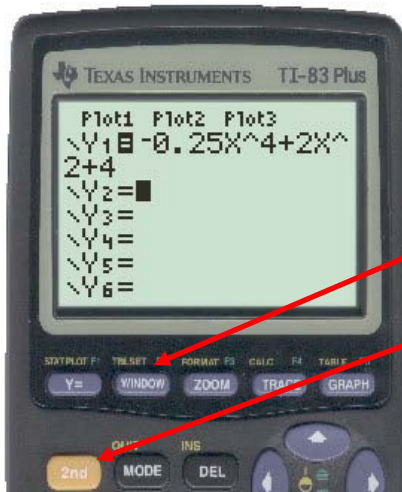 TEXAS INSTRUMENTS TI-83 Plus
Plot1 Plot2 Plot3
\Y1=-0.25X^4+2X^
2+4
\Y2=
\Y3=
\Y4=
\Y5=
\Y6=
STAT PLOT F1 TBLSET FORMAT F3 CALC F4 TABLE
Y= WINDOW ZOOM TRACE GRAPH
QUIT INS
2nd MODE DEL